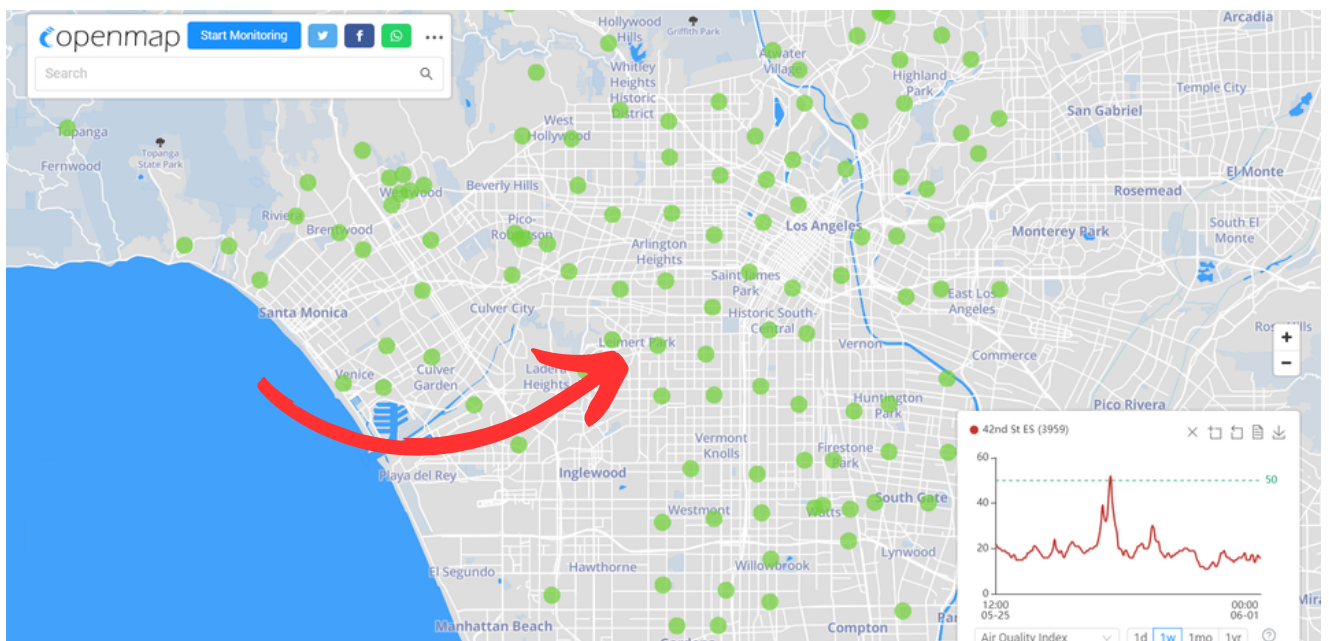 openmap
Start Monitoring
Search
Hollywood
Hills
Griffith Park
Arcadia
Atwater
Village
Whitley
Heights
Historic
District
Highland
Park
Temple City
San Gabriel
Topanga
Topanga
State Park
Fernwood
West
Hollywood
El Monte
Westwood
Beverly Hills
Rosemead
Riviera
Brentwood
Pico-
Robertson
Los Angeles
Monterey Park
South El
Monte
Arlington
Heights
Saint James
Park
East Los
Angeles
Santa Monica
Culver City
Historic South-
Central
Leimert Park
Vernon
Commerce
Venice
Culver
Garden
Ladera
Heights
Huntington
Park
Pico Rivera
Vermont
Knolls
Firestone
Park
Playa del Rey
Inglewood
South Gate
Westmont
Watts
Lynwood
El Segundo
Hawthorne
Willowbrook
Manhattan Beach
Compton
+
−
42nd St ES (3959)
60
50
40
20
0
12:00
05-25
00:00
06-01
Air Quality Index
1d
1w
1mo
1yr